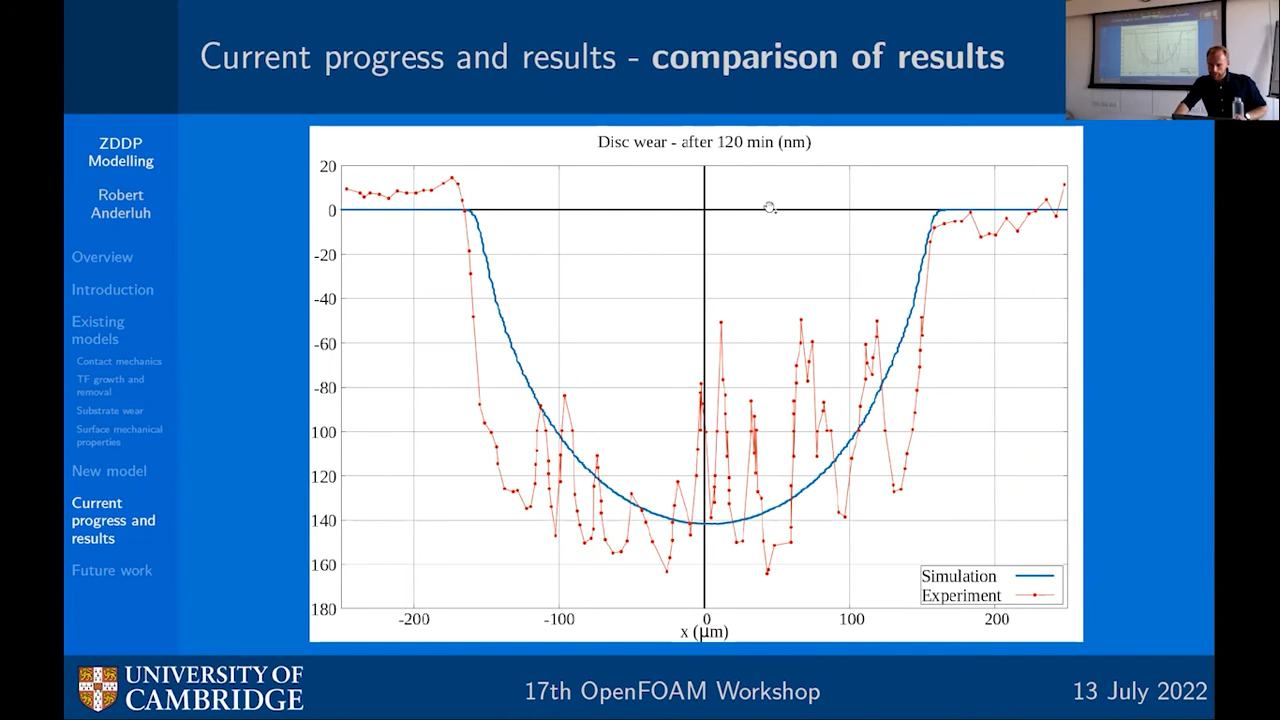 Current progress and results - comparison of results
ZDDP
Modelling
Robert
Anderluh
Overview
Introduction
Existing
models
Contact mechanics
TF growth and
removal
Substrate wear
Surface mechanical
properties
New model
Current
progress and
results
Future work
Disc wear - after 120 min (nm)
20
0
-20
-40
-60
-80
100
120
140
160
180
-200
-100
0
100
200
x (μm)
Simulation
Experiment
UNIVERSITY OF
CAMBRIDGE
17th OpenFOAM Workshop
13 July 2022